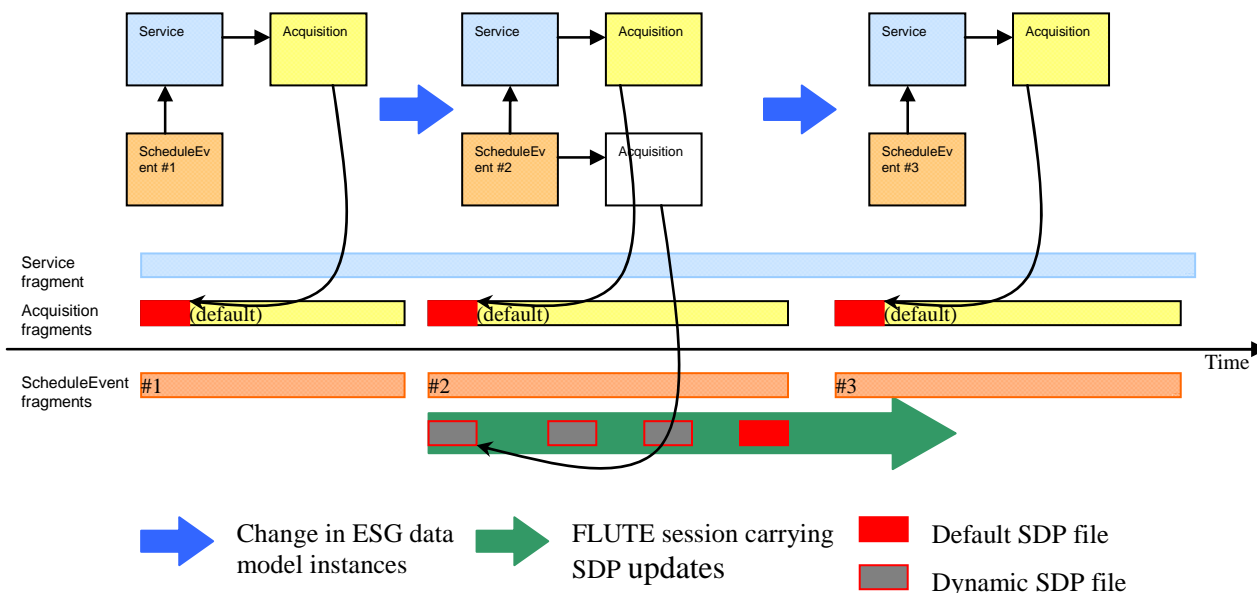 Service
Acquisition
Service
Acquisition
Service
Acquisition
ScheduleEv
ent #1
ScheduleEv
ent #2
Acquisition
ScheduleEv
ent #3
Service
fragment
Acquisition
fragments
(default)
(default)
(default)
Time
ScheduleEvent
fragments
#1
#2
#3
Change in ESG data
model instances
FLUTE session carrying
SDP updates
Default SDP file
Dynamic SDP file